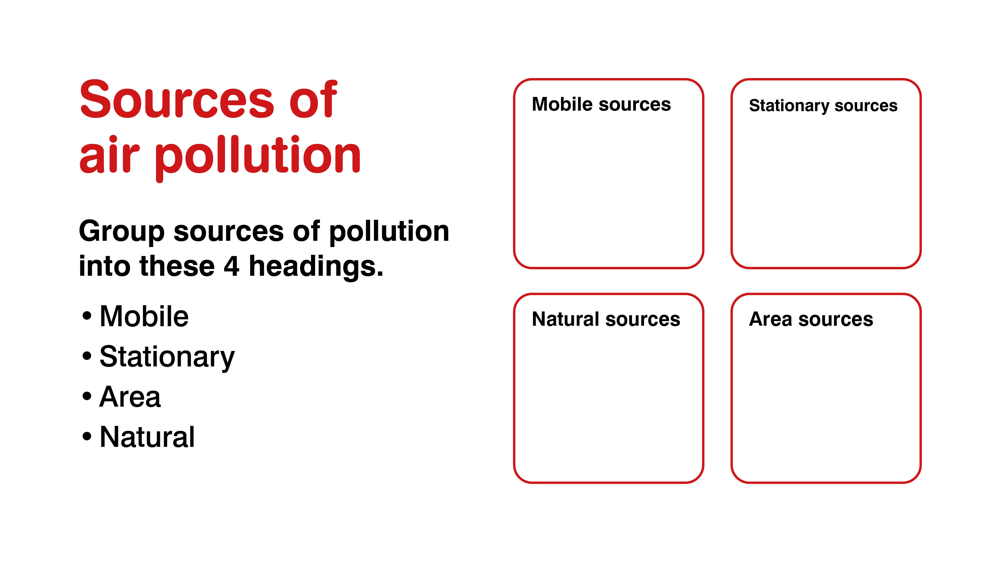 Sources of
air pollution
Group sources of pollution
into these 4 headings.
• Mobile
• Stationary
• Area
• Natural
Mobile sources
Stationary sources
Natural sources
Area sources